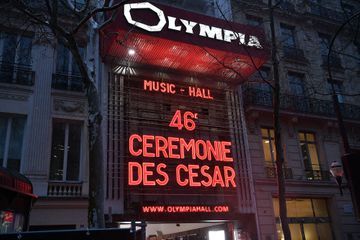 OLYMPIA
MUSIC - HALL
46e
CEREMONIE
DES CESAR
WWW.OLYMPIAHALL.COM